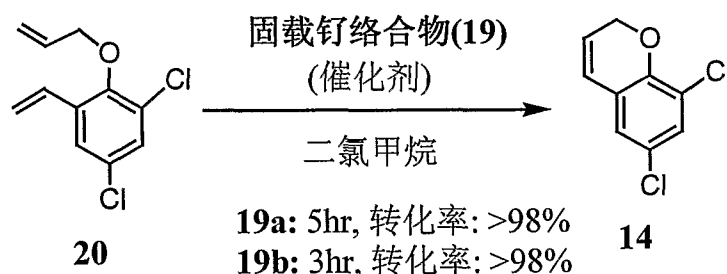 固载钌络合物(19)
(催化剂)
二氯甲烷
O
Cl
Cl
20
O
Cl
Cl
14
19a: 5hr, 转化率: >98%
19b: 3hr, 转化率: >98%